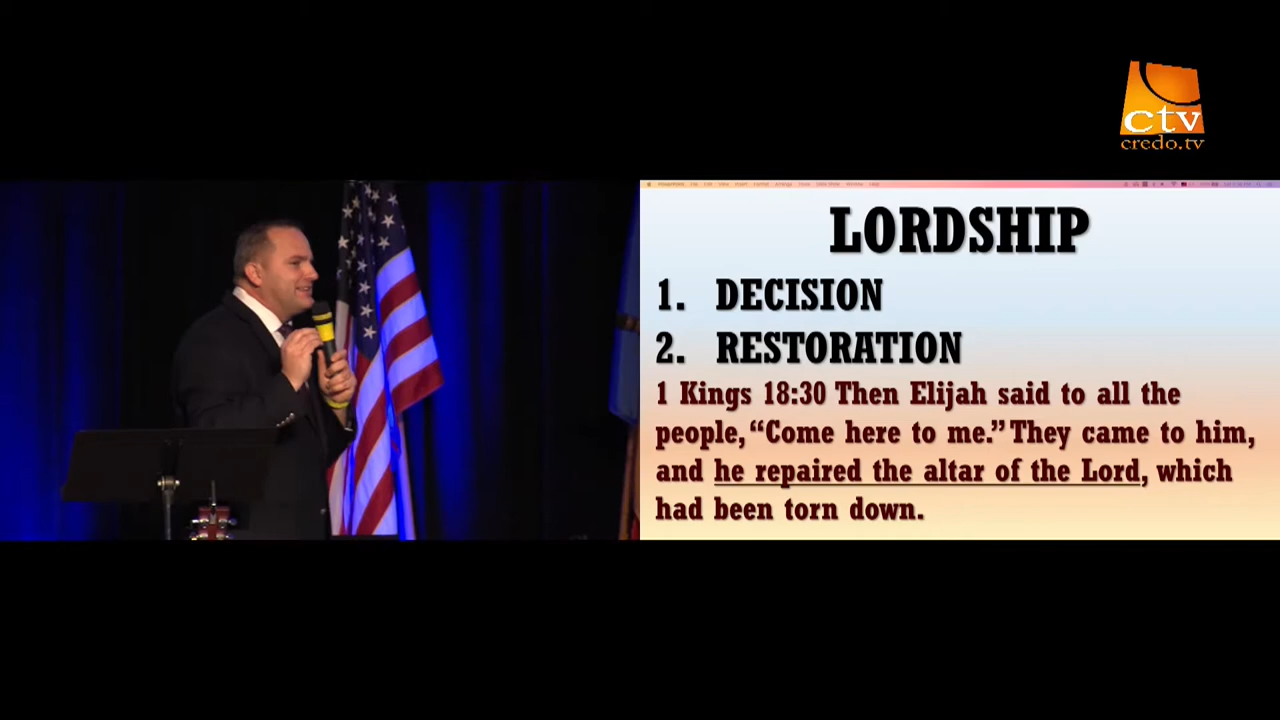 ctv
credo.tv
LORDSHIP
1. DECISION
2. RESTORATION
1 Kings 18:30 Then Elijah said to all the
people, “Come here to me.” They came to him,
and he repaired the altar of the Lord, which
had been torn down.